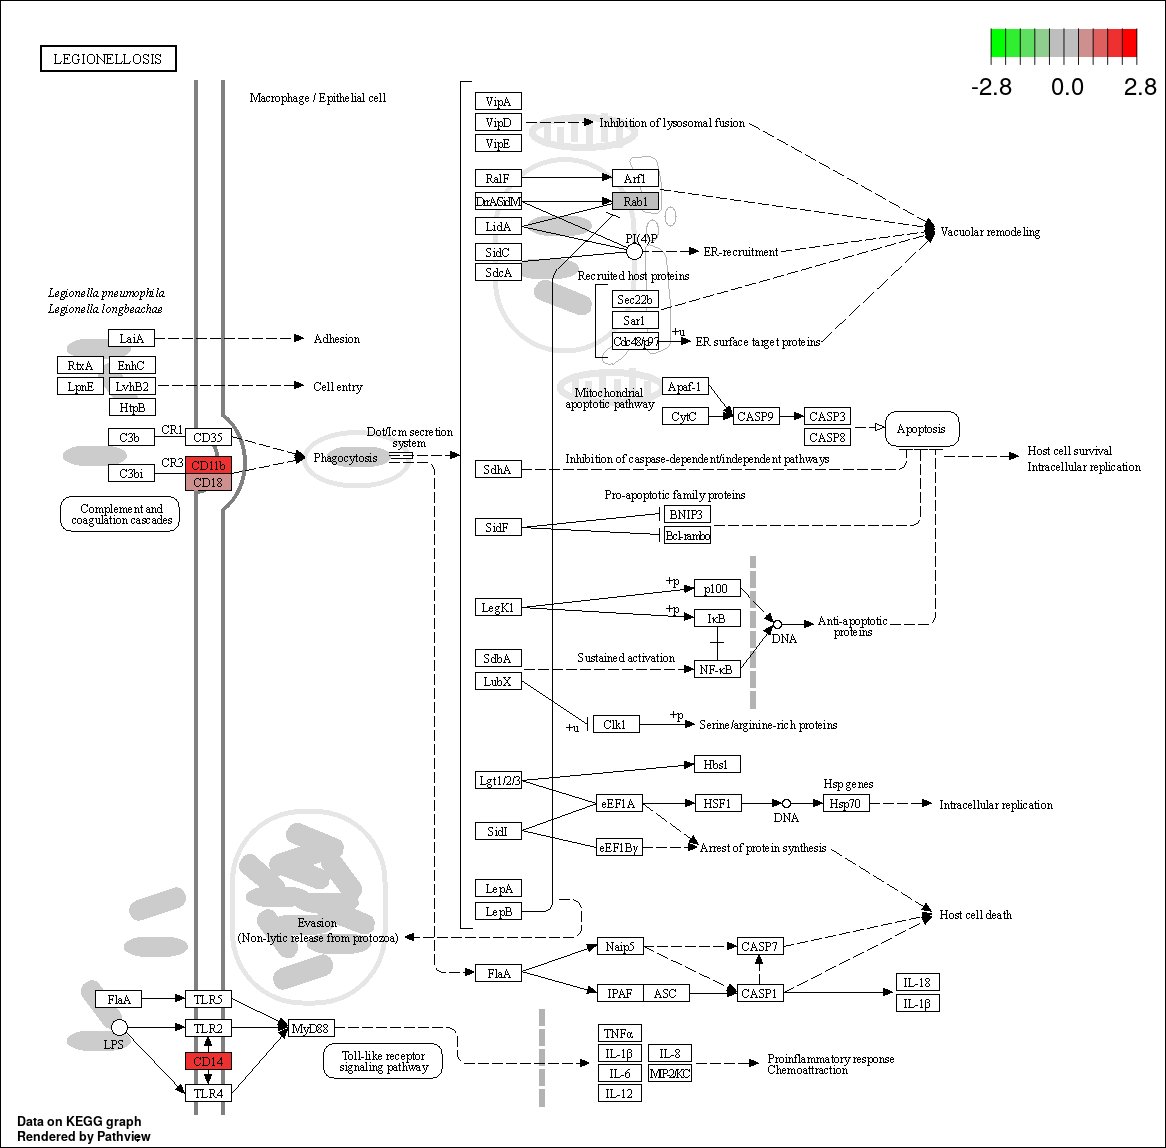 LEGIONELLOSIS
-2.8 0.0 2.8
Macrophage / Epithelial cell
VipA
VipD
VipE
Inhibition of lysosomal fusion
RalF
Arf1
DrrA/SidM
Rab1
LidA
SidC
SdcA
PI(4)P
ER-recruitment
Vacuolar remodeling
Recruited host proteins
Sec22b
Sar1
Cdc48/p97
+u
ER surface target proteins
Legionella pneumophila
Legionella longbeachae
LaiA
Adhesion
RtxA
EnhC
LpnE
LvhB2
Cell entry
HtpB
C3b
CR1
CD35
C3bi
CR3
CD11b
CD18
Phagocytosis
Dot/Icm secretion
system
Complement and
coagulation cascades
Mitochondrial
apoptotic pathway
Apaf-1
CytC
CASP9
CASP3
CASP8
Apoptosis
SdhA
Inhibition of caspase-dependent/independent pathways
Host cell survival
Intracellular replication
Pro-apoptotic family proteins
SidF
BNIP3
Bcl-rambo
LegK1
+p
p100
+p
IκB
DNA
Anti-apoptotic
proteins
SdbA
Sustained activation
NF-κB
LubX
+u
Clk1
+p
Serine/arginine-rich proteins
Lgt1/2/3
Hbs1
eEF1A
HSF1
DNA
Hsp genes
Hsp70
Intracellular replication
SidI
eEF1Bγ
Arrest of protein synthesis
LepA
LepB
Host cell death
Evasion
(Non-lytic release from protozoa)
FlaA
Naip5
CASP7
IPAF
ASC
CASP1
IL-18
IL-1β
FlaA
TLR5
LPS
TLR2
MyD88
CD14
TLR4
Toll-like receptor
signaling pathway
TNFα
IL-1β
IL-8
IL-6
MIP2/KC
IL-12
Proinflammatory response
Chemoattraction
Data on KEGG graph
Rendered by Pathview